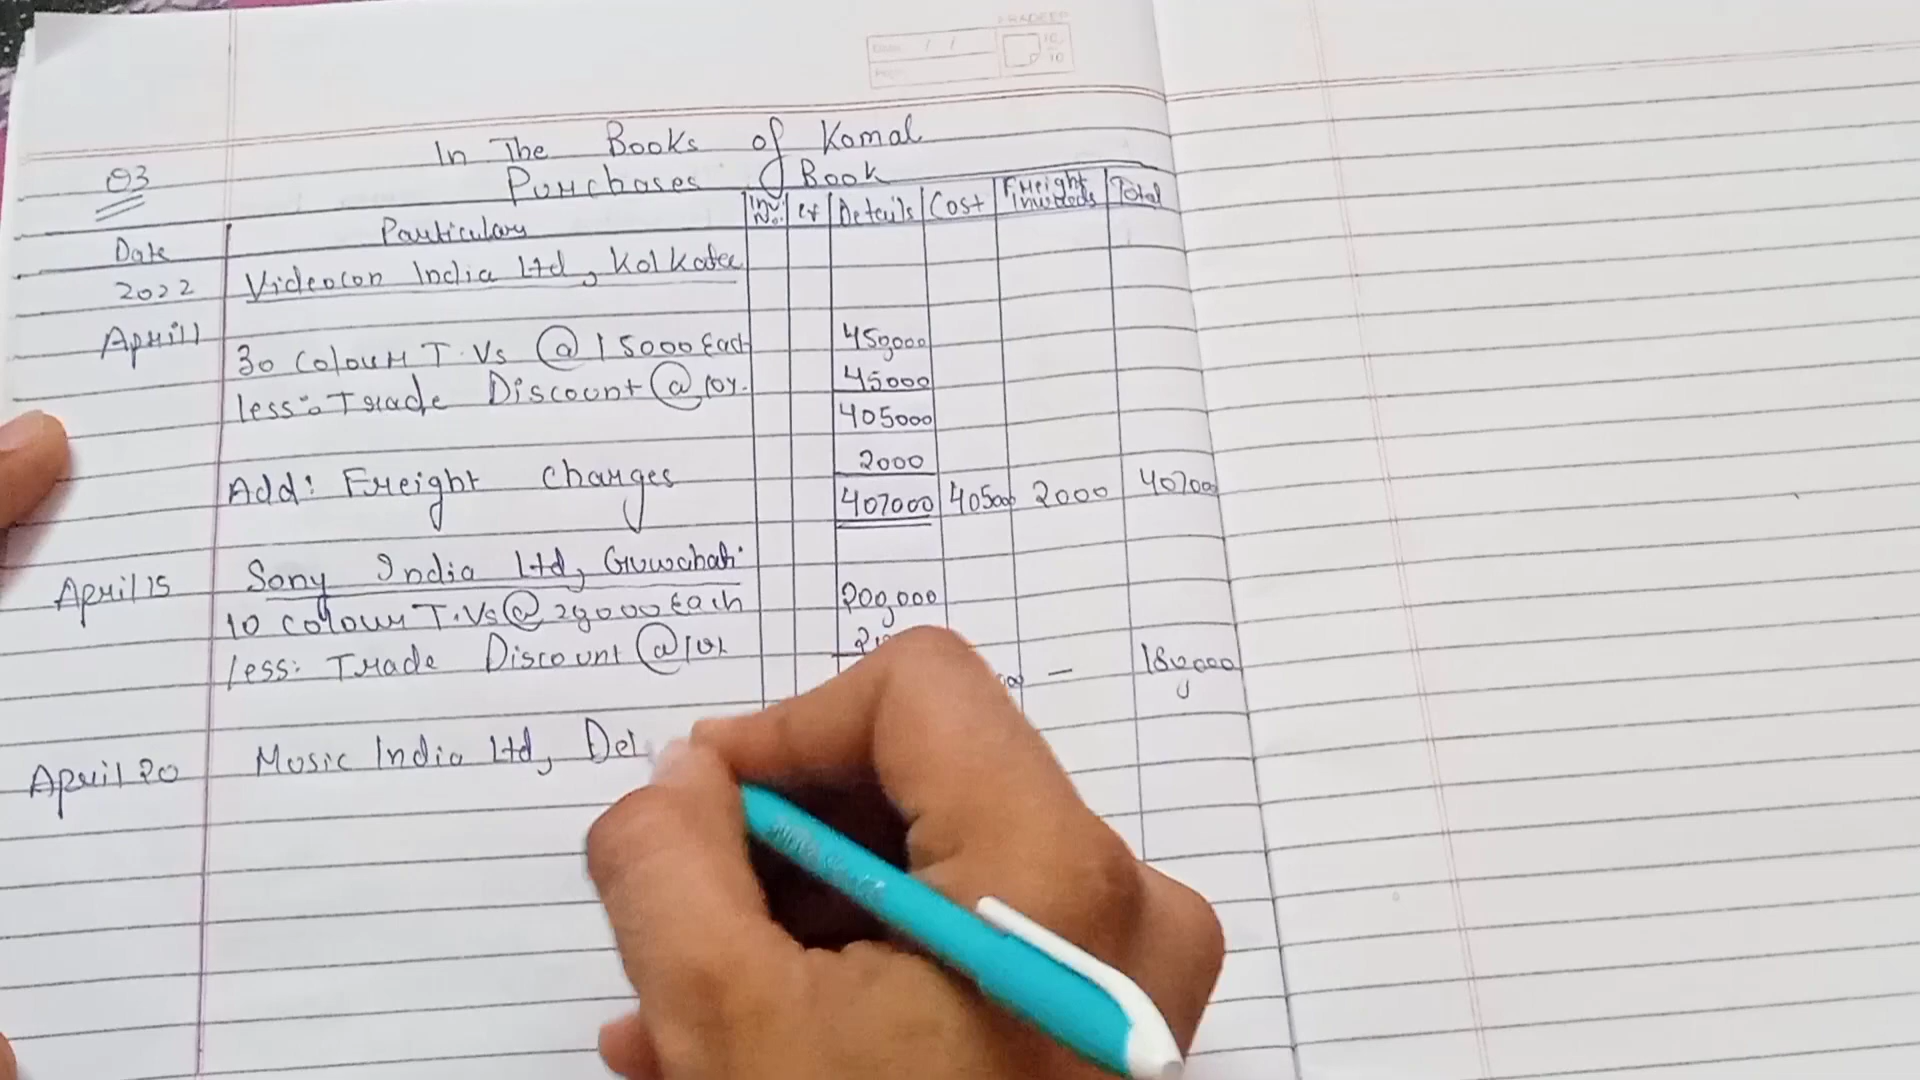 In The Books of Komal
Q3
Purchases Book
Date Particulars Inv No. Lf Details Cost Freight Inwards Total
2022 Videocon India Ltd, Kolkata
April 1
30 Colour T.Vs @ 15000 Each 450000
less:- Trade Discount @ 10%. 45000
405000
Add: Freight Charges 2000
407000 405000 2000 407000
April 15 Sony India Ltd, Guwahati
10 Colour T.Vs @ 20000 Each 200,000
less: Trade Discount @ 10% — 180,000
April 20 Music India Ltd, Del